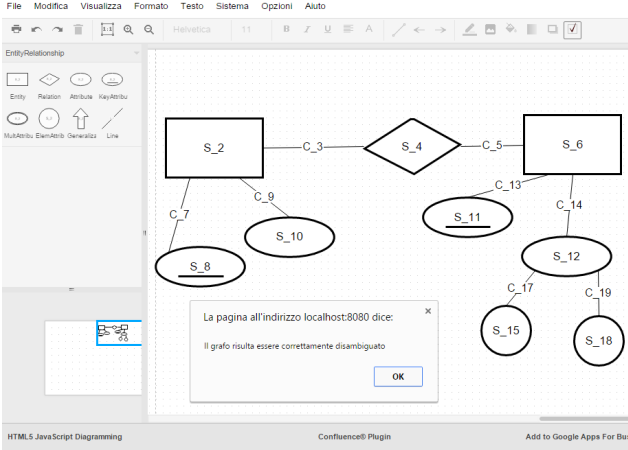 File Modifica Visualizza Formato Testo Sistema Opzioni Aiuto
1:1 Helvetica 11 B I U A
EntityRelationship
Entity Relation Attribute KeyAttribu
MultAttribu ElemAttrib Generaliza Line
S_2 C_3 S_4 C_5 S_6
C_7 C_9 C_13 C_14
S_8 S_10 S_11 S_12
C_17 C_19
S_15 S_18
La pagina all'indirizzo localhost:8080 dice:
Il grafo risulta essere correttamente disambiguato
OK
HTML5 JavaScript Diagramming Confluence® Plugin Add to Google Apps For Bu